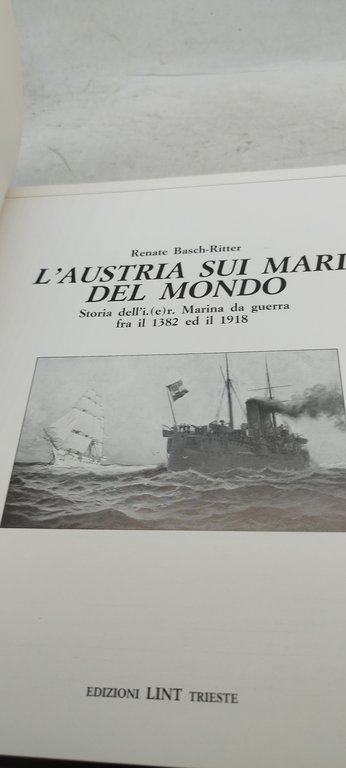 Renate Basch-Ritter
L'AUSTRIA SUI MARI
DEL MONDO
Storia dell'i.(e)r. Marina da guerra
fra il 1382 ed il 1918
EDIZIONI LINT TRIESTE